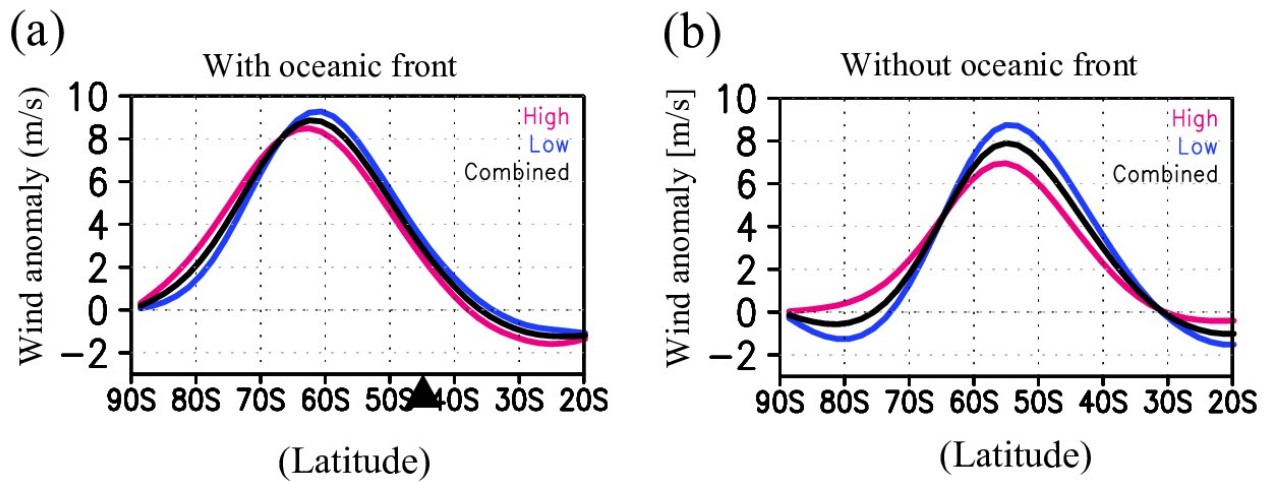 (a)
With oceanic front
Wind anomaly (m/s)
10
8
6
4
2
0
−2
High
Low
Combined
90S 80S 70S 60S 50S 40S 30S 20S
(Latitude)
(b)
Without oceanic front
Wind anomaly [m/s]
10
8
6
4
2
0
−2
High
Low
Combined
90S 80S 70S 60S 50S 40S 30S 20S
(Latitude)